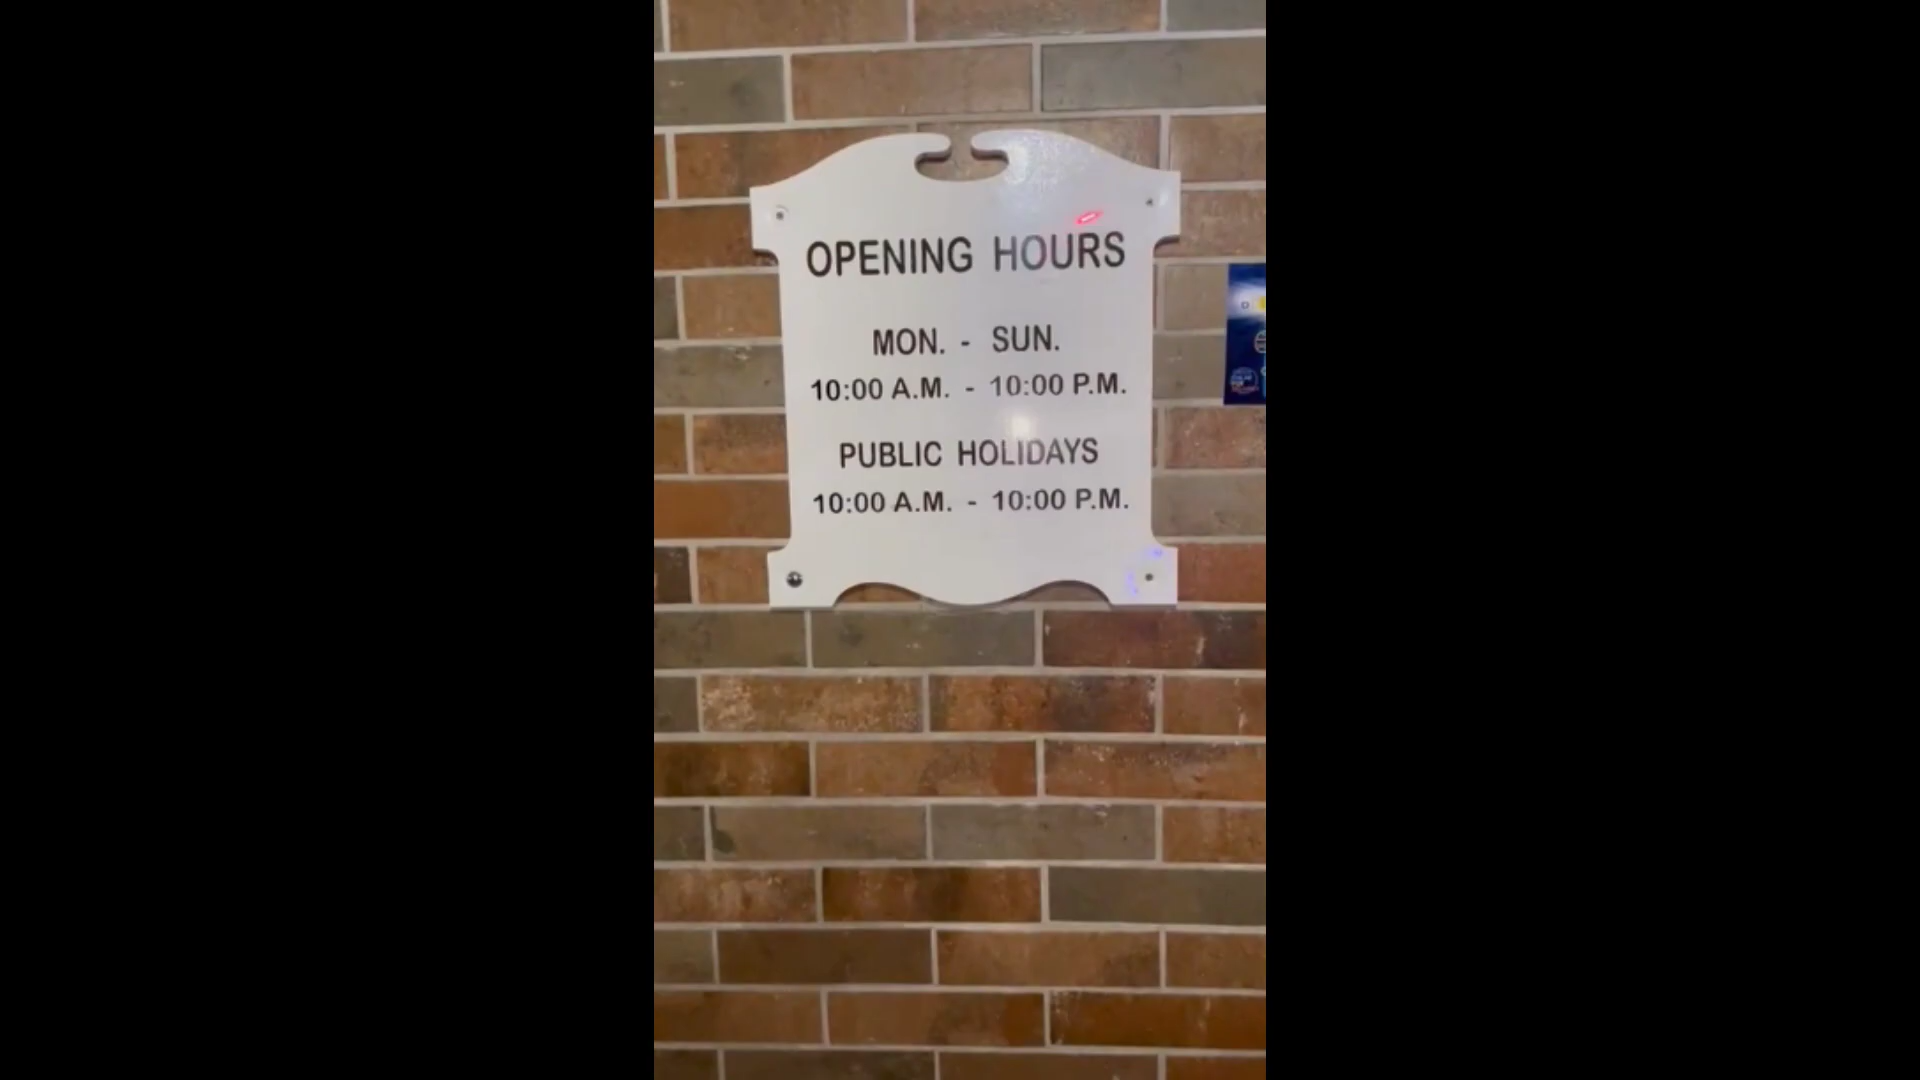 OPENING HOURS
MON. - SUN.
10:00 A.M. - 10:00 P.M.
PUBLIC HOLIDAYS
10:00 A.M. - 10:00 P.M.